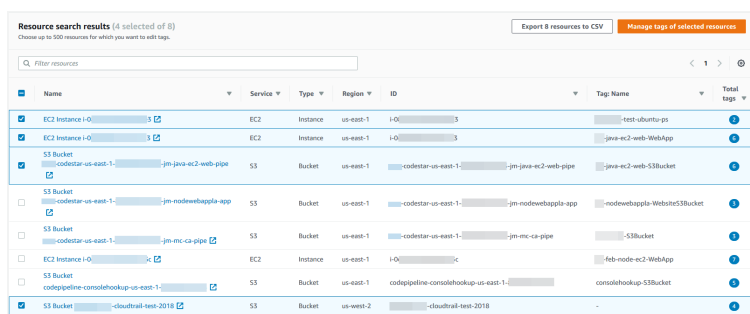 Resource search results (4 selected of 8)
Choose up to 500 resources for which you want to edit tags.
Export 8 resources to CSV
Manage tags of selected resources
Filter resources
1
Name Service Type Region ID Tag: Name Total tags
EC2 Instance i-0 3 EC2 Instance us-east-1 i-0 3 -test-ubuntu-ps 2
EC2 Instance i-0 3 EC2 Instance us-east-1 i-0 3 -java-ec2-web-WebApp 6
S3 Bucket
-codestar-us-east-1- -jm-java-ec2-web-pipe S3 Bucket us-east-1 -codestar-us-east-1- -jm-java-ec2-web-pipe -java-ec2-web-S3Bucket 6
S3 Bucket
-codestar-us-east-1- -jm-nodewebappla-app S3 Bucket us-east-1 -codestar-us-east-1- -jm-nodewebappla-app -nodewebappla-WebsiteS3Bucket 3
S3 Bucket
-codestar-us-east-1- -jm-mc-ca-pipe S3 Bucket us-east-1 -codestar-us-east-1- -jm-mc-ca-pipe -S3Bucket 3
EC2 Instance i-0 c EC2 Instance us-east-1 i-0 c -feb-node-ec2-WebApp 7
S3 Bucket
codepipeline-consolehookup-us-east-1- S3 Bucket us-east-1 codepipeline-consolehookup-us-east-1- consolehookup-S3Bucket 5
S3 Bucket -cloudtrail-test-2018 S3 Bucket us-west-2 -cloudtrail-test-2018 - 4